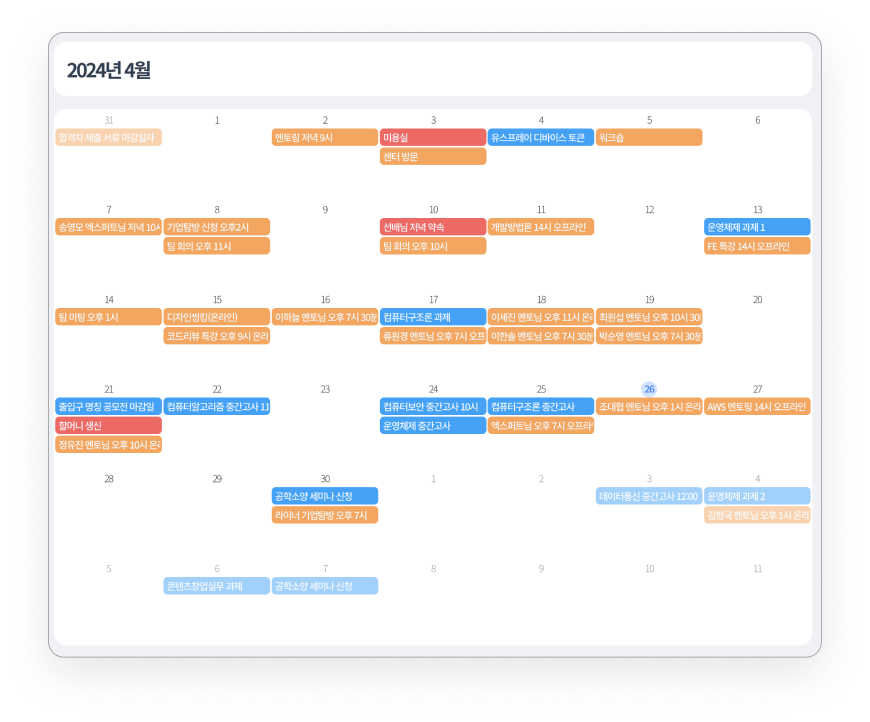 2024년 4월
31 1 2 3 4 5 6
합격자 제출 서류 마감일자 멘토링 저녁 9시 미용실 유스프레이 디바이스 토큰 워크숍
센터 방문
7 8 9 10 11 12 13
송영모 엑스퍼트님 저녁 10시 기업탐방 신청 오후2시 선배님 저녁 약속 개발방법론 14시 오프라인 운영체제 과제 1
팀 회의 오후 11시 팀 회의 오후 10시 FE 특강 14시 오프라인
14 15 16 17 18 19 20
팀 미팅 오후 1시 디자인씽킹(온라인) 이하늘 멘토님 오후 7시 30분 컴퓨터구조론 과제 이세진 멘토님 오후 11시 온라 최원섭 멘토님 오후 10시 30
코드리뷰 특강 오후 9시 온라 류원경 멘토님 오후 7시 오프 이한솔 멘토님 오후 7시 30분 박순영 멘토님 오후 7시 30분
21 22 23 24 25 26 27
출입구 명칭 공모전 마감일 컴퓨터알고리즘 중간고사 11 컴퓨터보안 중간고사 10시 컴퓨터구조론 중간고사 조대협 멘토님 오후 1시 온라 AWS 멘토링 14시 오프라인
할머니 생신 운영체제 중간고사 엑스퍼트님 오후 7시 오프라
정유진 멘토님 오후 10시 온라
28 29 30 1 2 3 4
공학소양 세미나 신청 데이터통신 중간고사 12:00 운영체제 과제 2
라이너 기업탐방 오후 7시 김형국 멘토님 오후 1시 온라
5 6 7 8 9 10 11
콘텐츠창업실무 과제 공학소양 세미나 신청